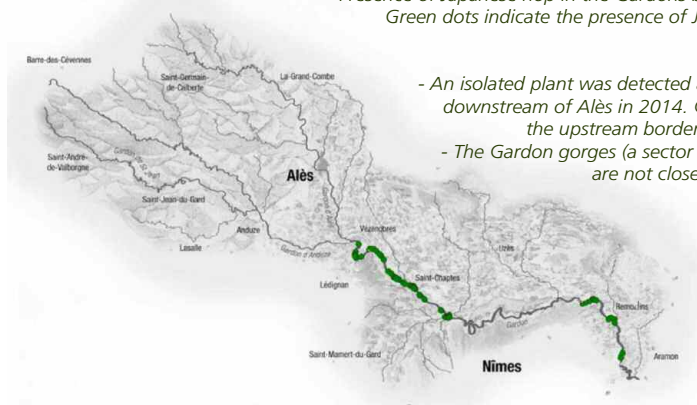 Presence of Japanese hop in the Gardons
Green dots indicate the presence of J
- An isolated plant was detected
downstream of Alès in 2014.
the upstream border
- The Gardon gorges (a sector
are not close
Barre-des-Cévennes
Saint-Germain-
de-Calberte
La-Grand-Combe
Saint-André-
de-Valborgne
Alès
Saint-Jean-du-Gard
Anduze
Lasalle
Gardon d'Anduze
Vézénobres
Uzès
Saint-Chaptes
Lédignan
Remoulins
Gardon
Saint-Mamert-du-Gard
Nîmes
Aramon